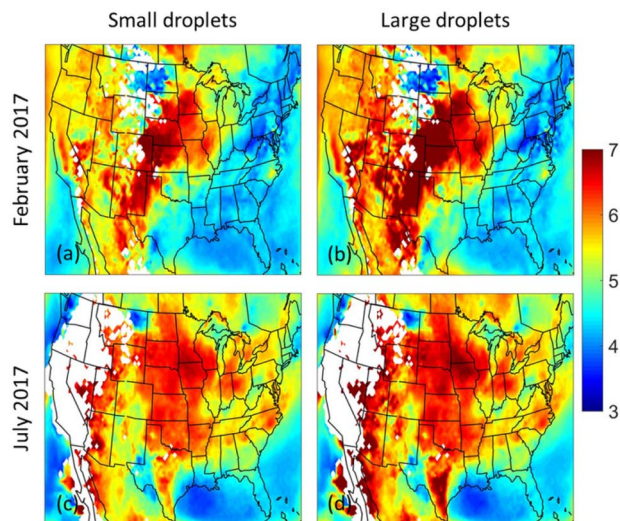 Small droplets
Large droplets
February 2017
(a)
(b)
7
6
5
4
3
July 2017
(c)
(d)